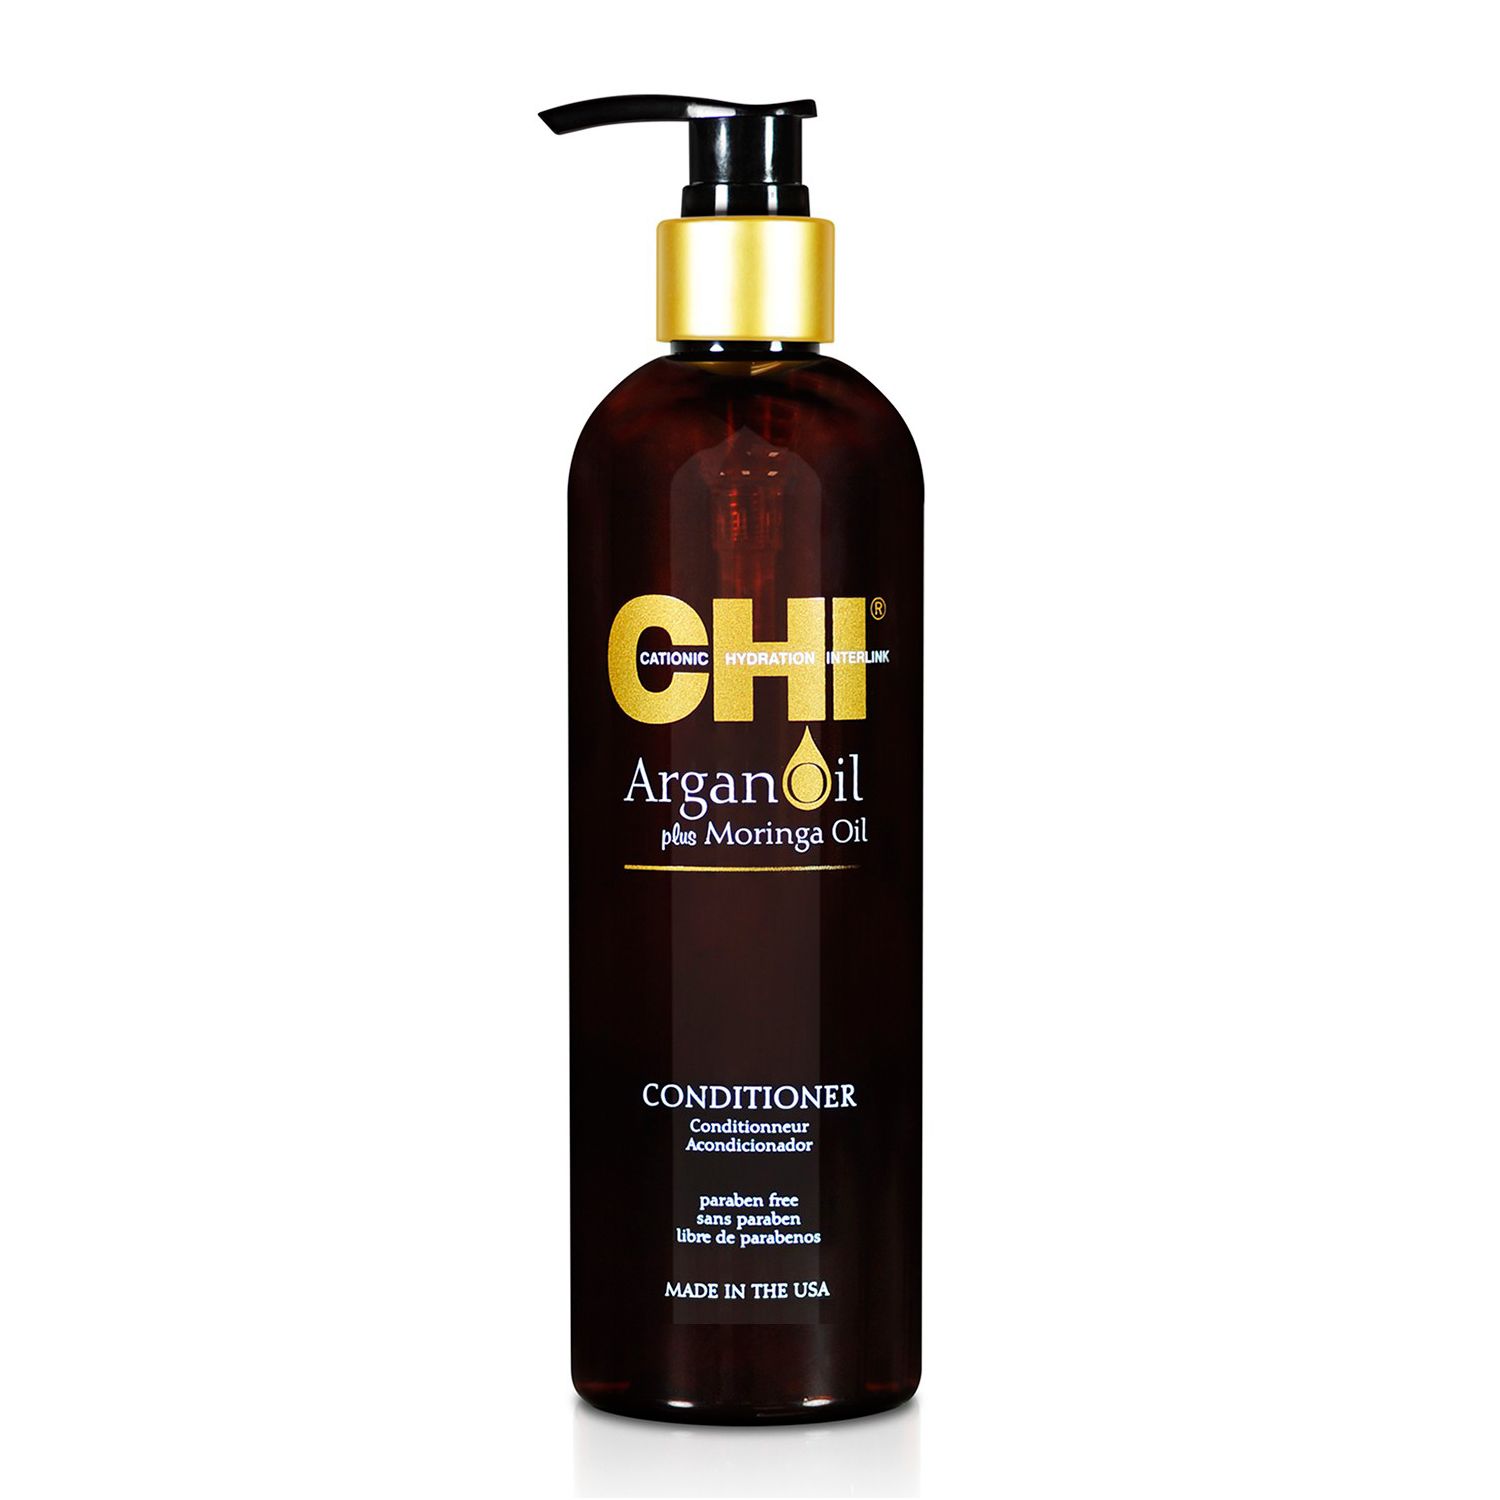 CHI®
CATIONIC HYDRATION INTERLINK
Argan Oil
plus Moringa Oil
CONDITIONER
Conditionneur
Acondicionador
paraben free
sans paraben
libre de parabenos
MADE IN THE USA